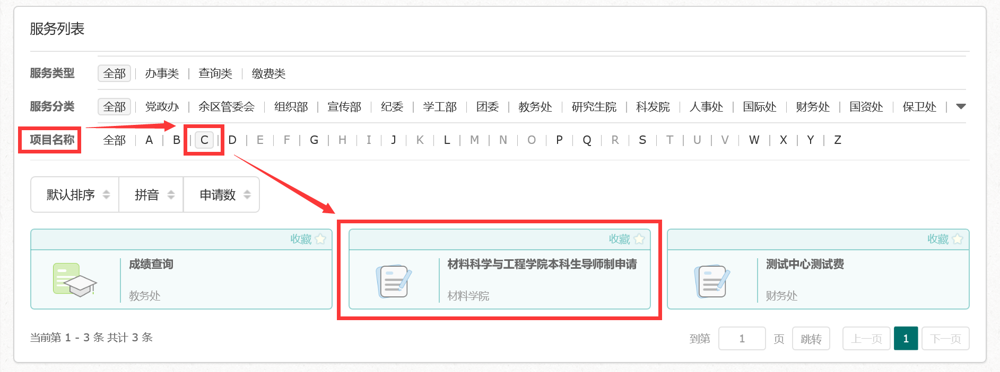 服务列表
服务类型 全部 办事类 查询类 缴费类
服务分类 全部 党政办 余区管委会 组织部 宣传部 纪委 学工部 团委 教务处 研究生院 科发院 人事处 国际处 财务处 国资处 保卫处
项目名称 全部 A B C D E F G H I J K L M N O P Q R S T U V W X Y Z
默认排序 拼音 申请数
收藏 收藏 收藏
成绩查询 材料科学与工程学院本科生导师制申请 测试中心测试费
教务处 材料学院 财务处
当前第 1 - 3 条 共计 3 条 到第 1 页 跳转 上一页 1 下一页